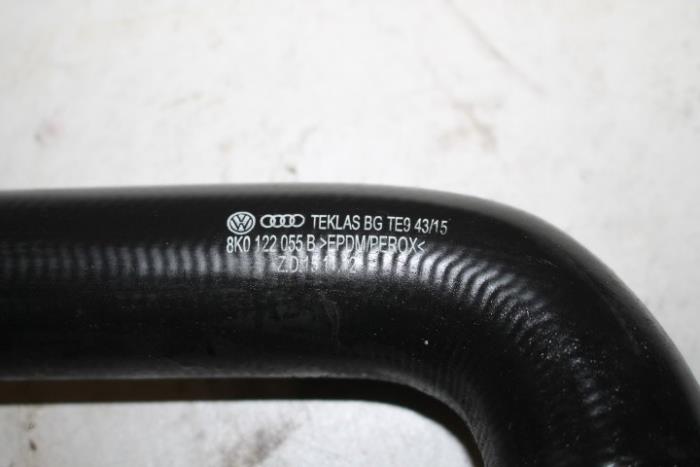 TEKLAS BG TE9 43/15
8K0 122 055 B >EPDM/PEROX<